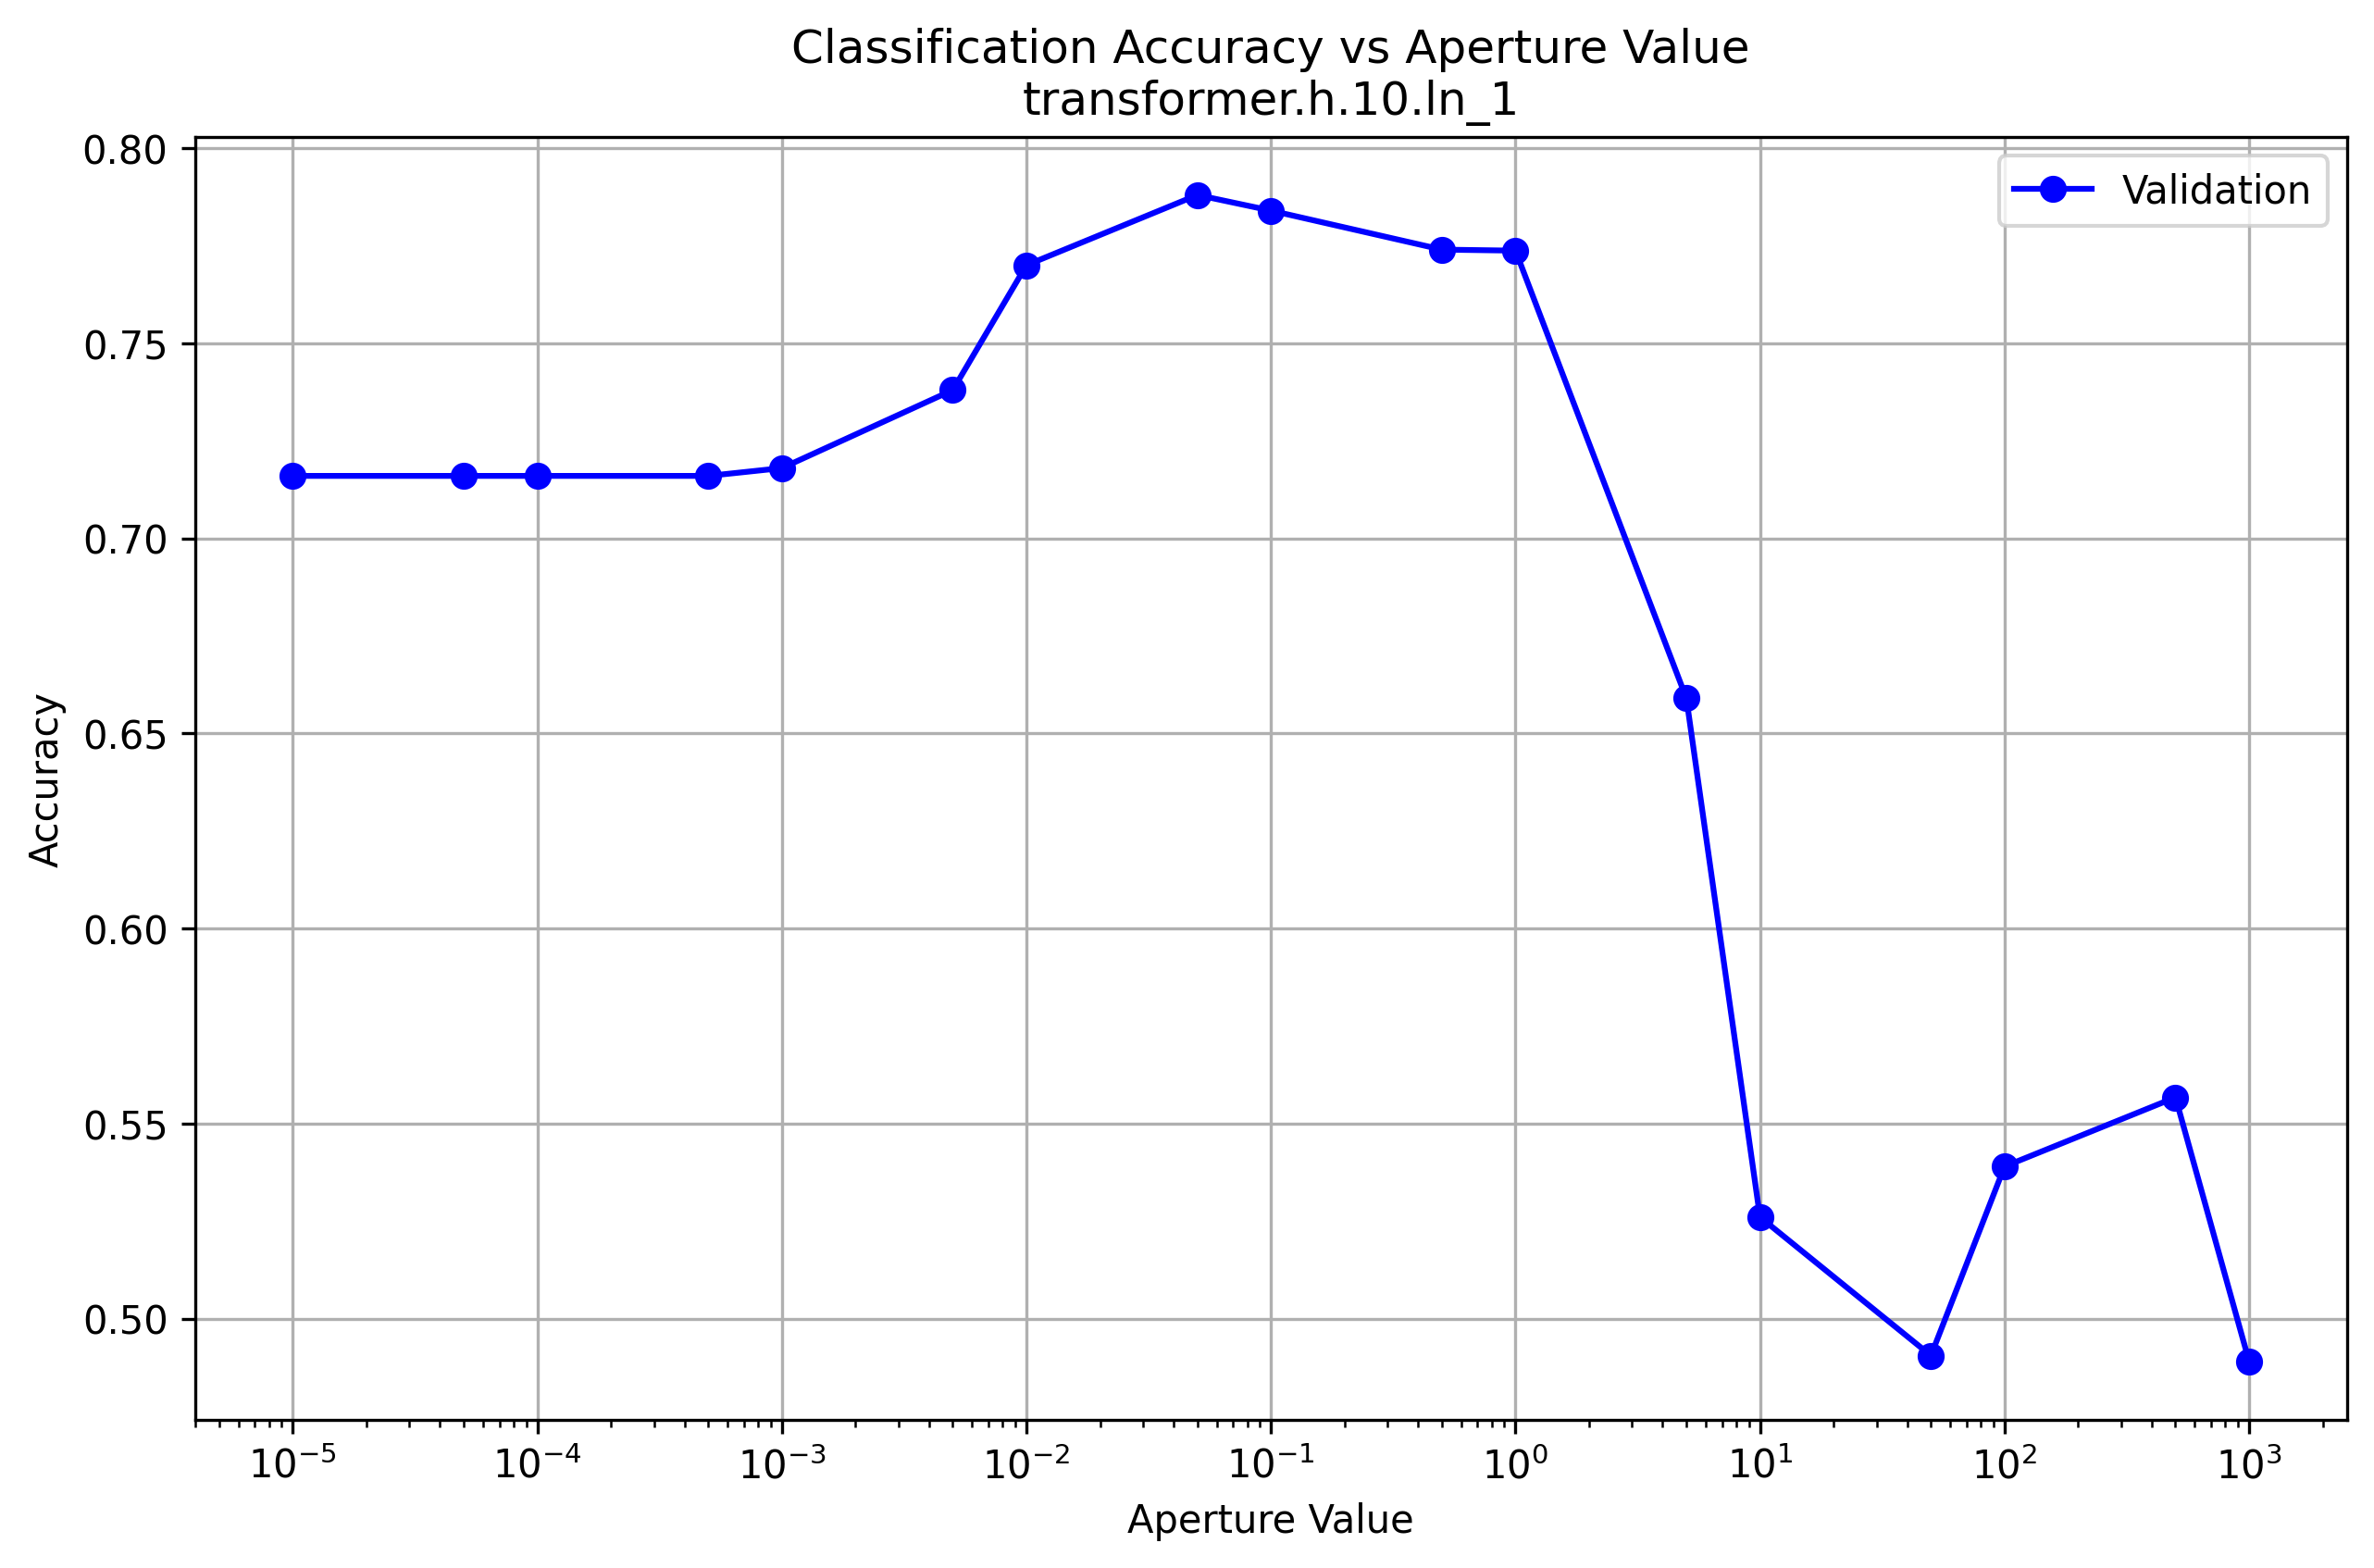 Classification Accuracy vs Aperture Value
transformer.h.10.ln_1
Validation
Accuracy
0.80
0.75
0.70
0.65
0.60
0.55
0.50
10⁻⁵ 10⁻⁴ 10⁻³ 10⁻² 10⁻¹ 10⁰ 10¹ 10² 10³
Aperture Value